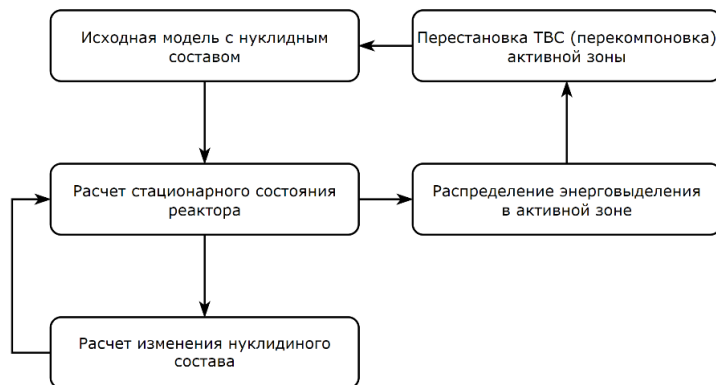 Исходная модель с нуклидным
составом
Перестановка ТВС (перекомпоновка)
активной зоны
Расчет стационарного состояния
реактора
Распределение энерговыделения
в активной зоне
Расчет изменения нуклидиного
состава